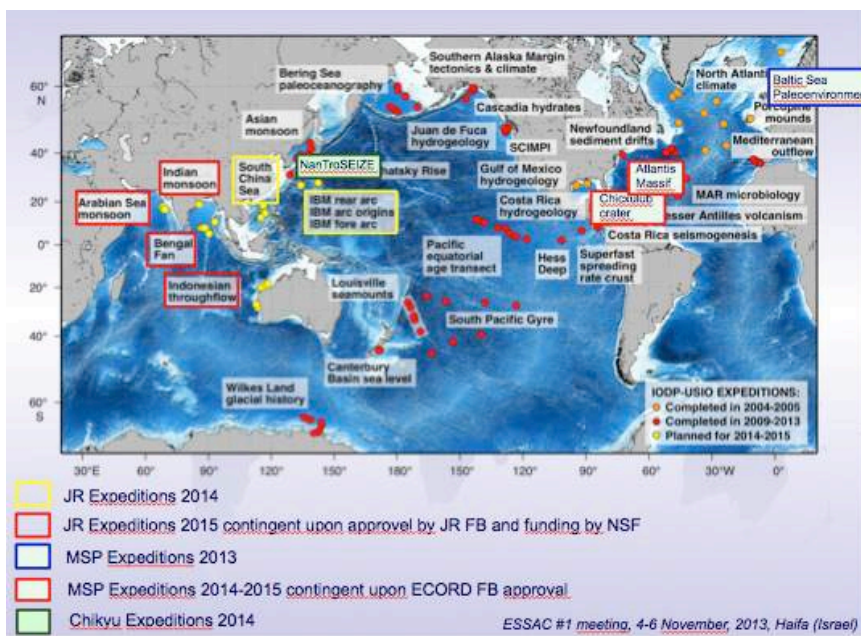 Southern Alaska Margin
tectonics & climate
Bering Sea
paleoceanography
North Atlantic
climate
Baltic Sea
Paleoenvironment
60°
N
Cascadia hydrates
Asian
monsoon
Juan de Fuca
hydrogeology
Newfoundland
sediment drifts
Porcupine
mounds
SCIMPI
Mediterranean
outflow
40°
Indian
monsoon
South
China
Sea
NanTroSEIZE
hatsky Rise
Gulf of Mexico
hydrogeology
Atlantis
Massif
MAR microbiology
20°
Arabian Sea
monsoon
IBM rear arc
IBM arc origins
IBM fore arc
Costa Rica
hydrogeology
Chicxulub
crater
esser Antilles volcanism
Costa Rica seismogenesis
0°
Bengal
Fan
Pacific
equatorial
age transect
Hess
Deep
Superfast
spreading
rate crust
Indonesian
throughflow
Louisville
seamounts
20°
South Pacific Gyre
40°
Canterbury
Basin sea level
Wilkes Land
glacial history
60°
S
IODP-USIO EXPEDITIONS:
Completed in 2004-2005
Completed in 2009-2013
Planned for 2014-2015
30°E 60° 90° 120° 150° 180° 150° 120° 90° 60° 30°W 0°
JR Expeditions 2014
JR Expeditions 2015 contingent upon approvel by JR FB and funding by NSF
MSP Expeditions 2013
MSP Expeditions 2014-2015 contingent upon ECORD FB approval
Chikyu Expeditions 2014
ESSAC #1 meeting, 4-6 November, 2013, Haifa (Israel)